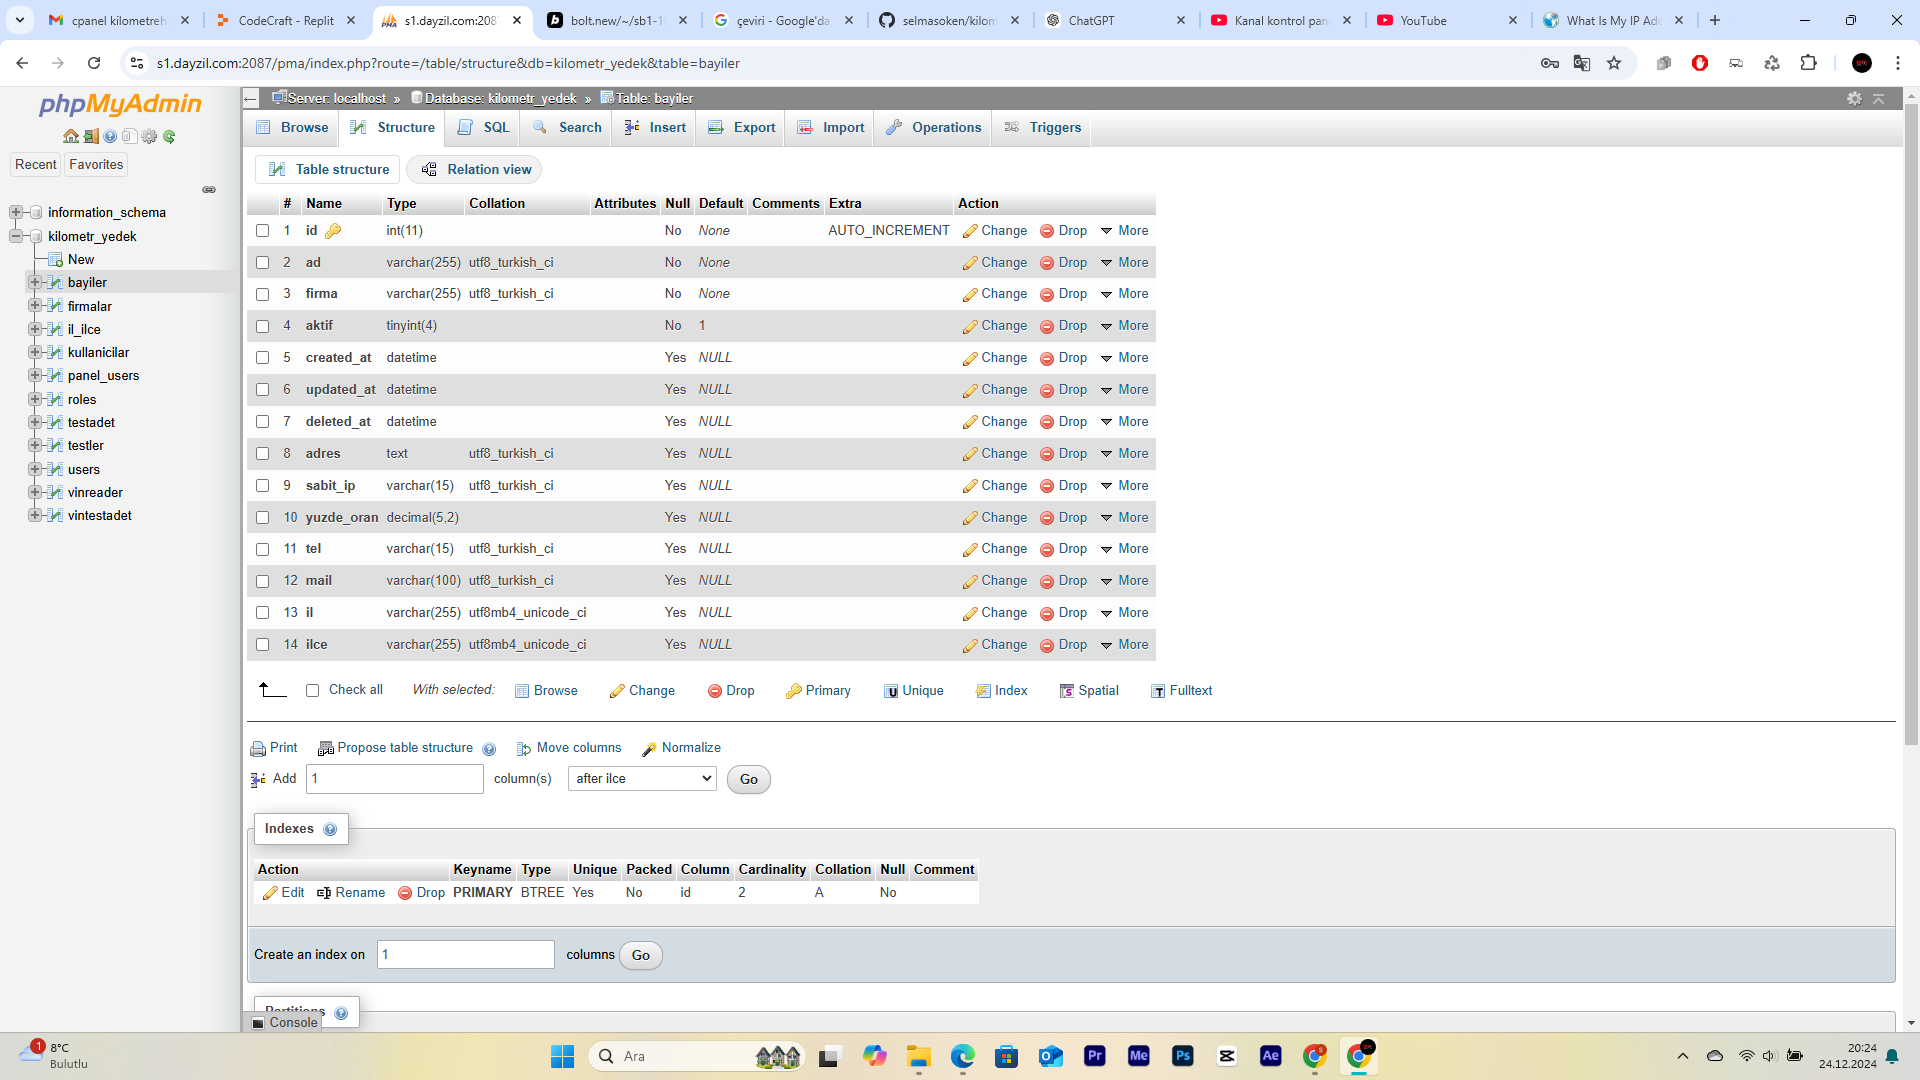 cpanel kilometreh
CodeCraft - Replit
s1.dayzil.com:2087
bolt.new/~/sb1-1
çeviri - Google'da
selmasoken/kilom
ChatGPT
Kanal kontrol pan
YouTube
What Is My IP Add
s1.dayzil.com:2087/pma/index.php?route=/table/structure&db=kilometr_yedek&table=bayiler
phpMyAdmin
Recent Favorites
information_schema
kilometr_yedek
New
bayiler
firmalar
il_ilce
kullanicilar
panel_users
roles
testadet
testler
users
vinreader
vintestadet
Server: localhost » Database: kilometr_yedek » Table: bayiler
Browse Structure SQL Search Insert Export Import Operations Triggers
Table structure Relation view
# Name Type Collation Attributes Null Default Comments Extra Action
1 id int(11) No None AUTO_INCREMENT Change Drop More
2 ad varchar(255) utf8_turkish_ci No None Change Drop More
3 firma varchar(255) utf8_turkish_ci No None Change Drop More
4 aktif tinyint(4) No 1 Change Drop More
5 created_at datetime Yes NULL Change Drop More
6 updated_at datetime Yes NULL Change Drop More
7 deleted_at datetime Yes NULL Change Drop More
8 adres text utf8_turkish_ci Yes NULL Change Drop More
9 sabit_ip varchar(15) utf8_turkish_ci Yes NULL Change Drop More
10 yuzde_oran decimal(5,2) Yes NULL Change Drop More
11 tel varchar(15) utf8_turkish_ci Yes NULL Change Drop More
12 mail varchar(100) utf8_turkish_ci Yes NULL Change Drop More
13 il varchar(255) utf8mb4_unicode_ci Yes NULL Change Drop More
14 ilce varchar(255) utf8mb4_unicode_ci Yes NULL Change Drop More
Check all With selected: Browse Change Drop Primary Unique Index Spatial Fulltext
Print Propose table structure Move columns Normalize
Add 1 column(s) after ilce Go
Indexes
Action Keyname Type Unique Packed Column Cardinality Collation Null Comment
Edit Rename Drop PRIMARY BTREE Yes No id 2 A No
Create an index on 1 columns Go
Partitions
Console
1
8°C
Bulutlu
Ara
Pr
Me
Ps
Ae
20:24
24.12.2024